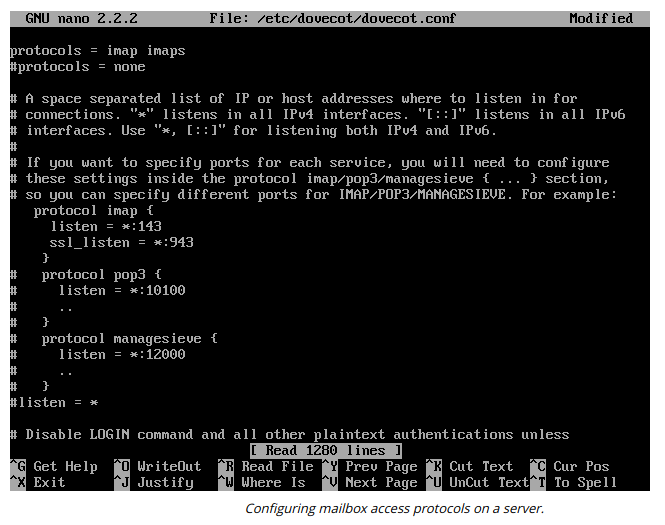 GNU nano 2.2.2 File: /etc/dovecot/dovecot.conf Modified
protocols = imap imaps
#protocols = none
# A space separated list of IP or host addresses where to listen in for
# connections. "*" listens in all IPv4 interfaces. "[::]" listens in all IPv6
# interfaces. Use "*, [::]" for listening both IPv4 and IPv6.
#
# If you want to specify ports for each service, you will need to configure
# these settings inside the protocol imap/pop3/managesieve { ... } section,
# so you can specify different ports for IMAP/POP3/MANAGESIEVE. For example:
protocol imap {
listen = *:143
ssl_listen = *:943
}
# protocol pop3 {
# listen = *:10100
# ..
# }
# protocol managesieve {
# listen = *:12000
# ..
# }
#listen = *
# Disable LOGIN command and all other plaintext authentications unless
[ Read 1280 lines ]
^G Get Help ^O WriteOut ^R Read File ^Y Prev Page ^K Cut Text ^C Cur Pos
^X Exit ^J Justify ^W Where Is ^V Next Page ^U UnCut Text ^T To Spell
Configuring mailbox access protocols on a server.